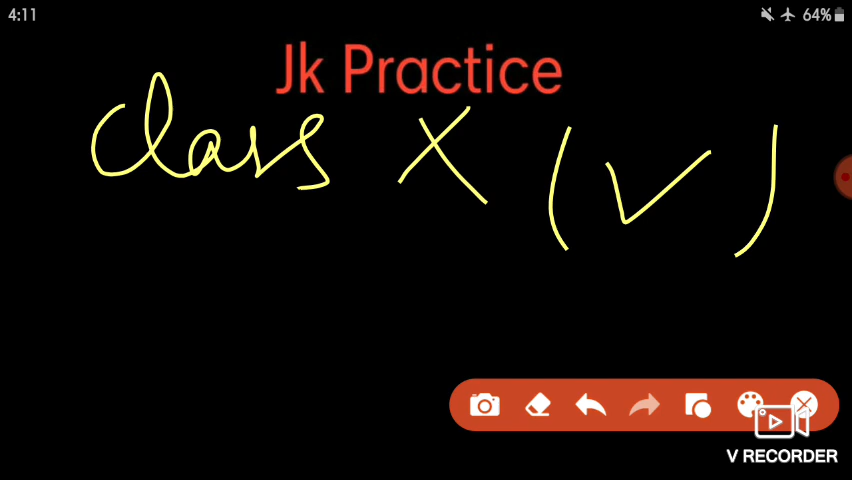 4:11 64%
Jk Practice
Class X (V)
V RECORDER